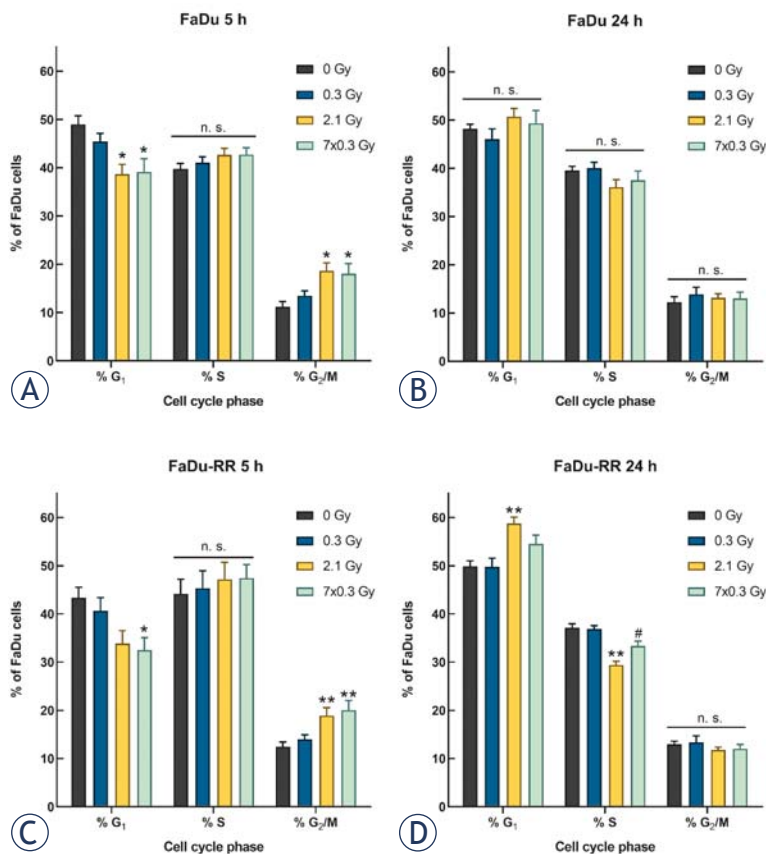 FaDu 5 h
% of FaDu cells
60
50
40
30
20
10
0
0 Gy
0.3 Gy
2.1 Gy
7x0.3 Gy
* *
n. s.
* *
% G₁ % S % G₂/M
Cell cycle phase
A
FaDu 24 h
% of FaDu cells
60
50
40
30
20
10
0
0 Gy
0.3 Gy
2.1 Gy
7x0.3 Gy
n. s.
n. s.
n. s.
% G₁ % S % G₂/M
Cell cycle phase
B
FaDu-RR 5 h
% of FaDu cells
60
50
40
30
20
10
0
0 Gy
0.3 Gy
2.1 Gy
7x0.3 Gy
n. s.
*
** **
% G₁ % S % G₂/M
Cell cycle phase
C
FaDu-RR 24 h
% of FaDu cells
60
50
40
30
20
10
0
0 Gy
0.3 Gy
2.1 Gy
7x0.3 Gy
**
** #
n. s.
% G₁ % S % G₂/M
Cell cycle phase
D